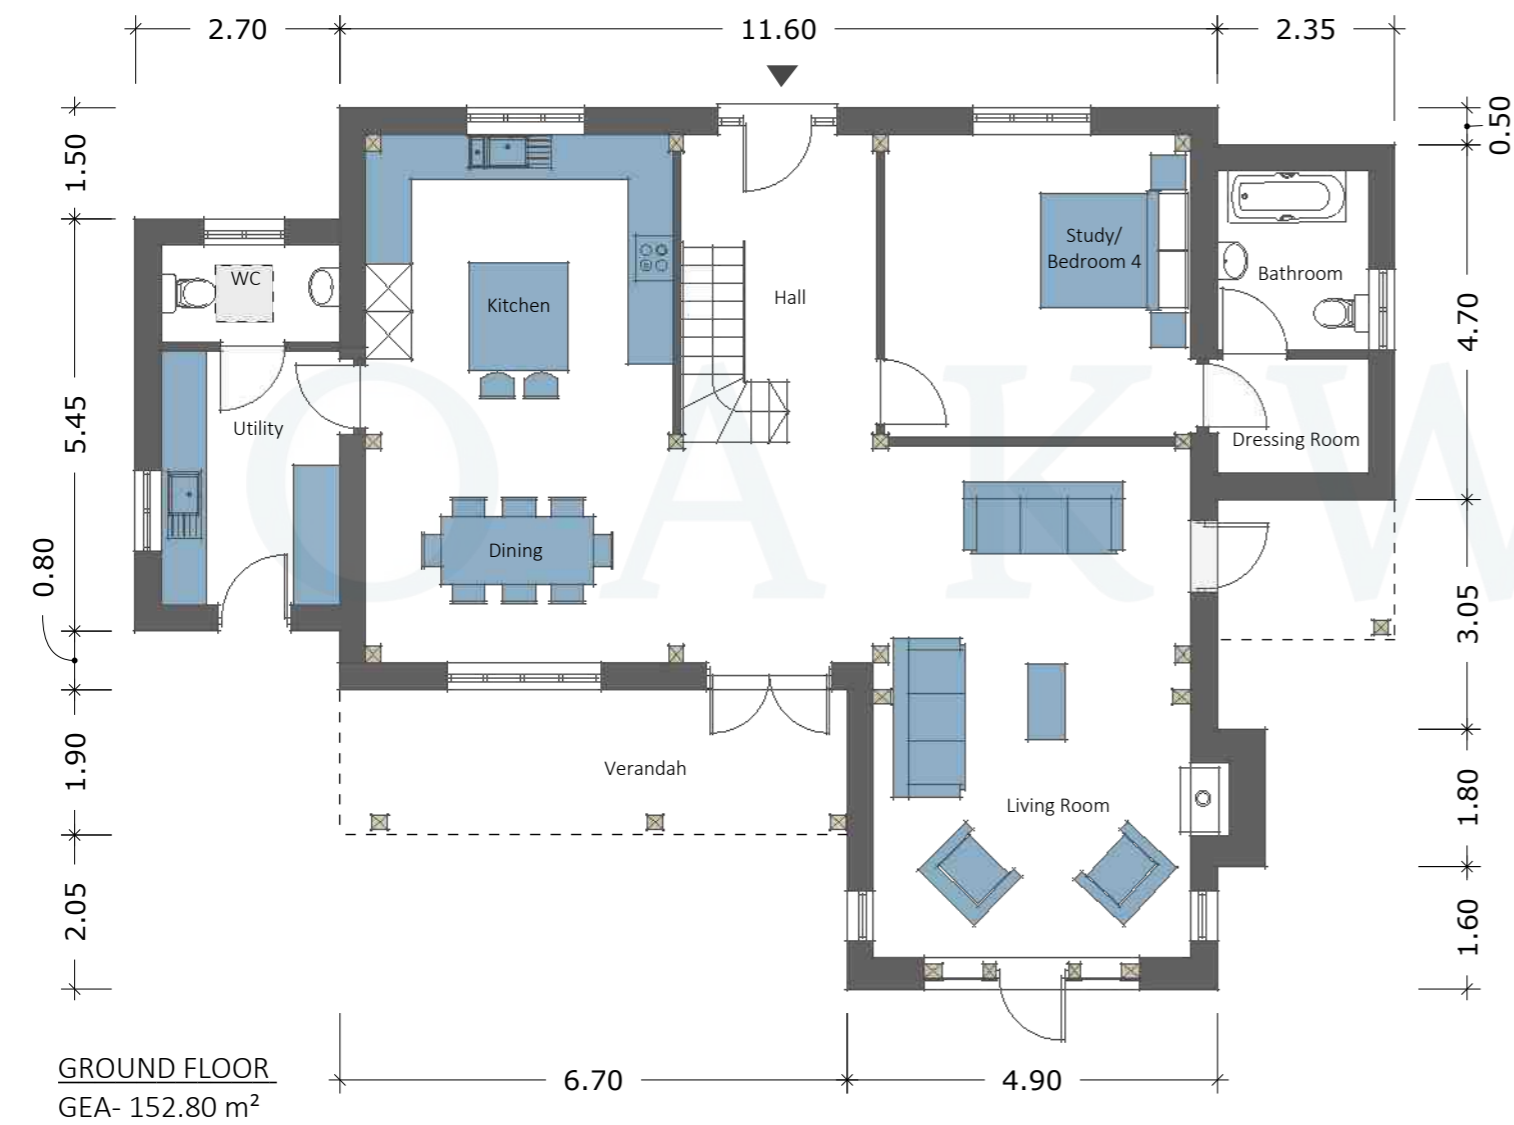 2.70
11.60
2.35
1.50
0.50
WC
Kitchen
Hall
Study/
Bedroom 4
Bathroom
4.70
5.45
Utility
Dressing Room
O A K W
0.80
Dining
3.05
1.90
Verandah
Living Room
1.80
2.05
1.60
6.70
4.90
GROUND FLOOR
GEA- 152.80 m²